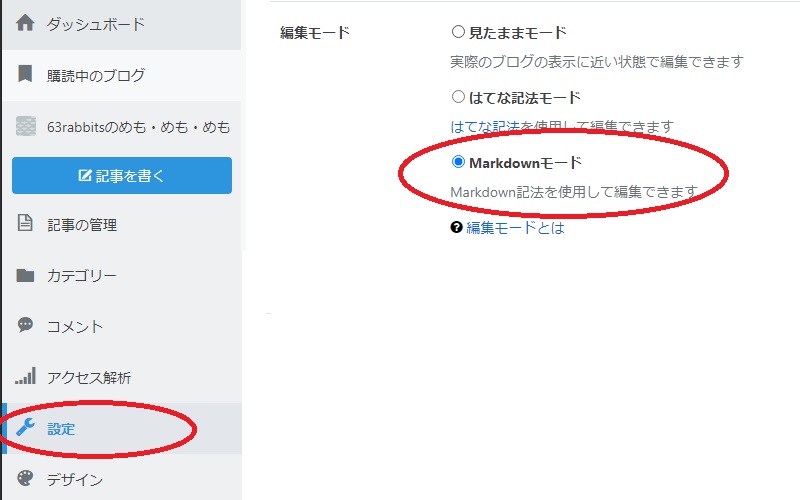 ダッシュボード
購読中のブログ
63rabbitsのめも・めも・めも
記事を書く
記事の管理
カテゴリー
コメント
アクセス解析
設定
デザイン
編集モード
見たままモード
実際のブログの表示に近い状態で編集できます
はてな記法モード
はてな記法を使用して編集できます
Markdownモード
Markdown記法を使用して編集できます
編集モードとは